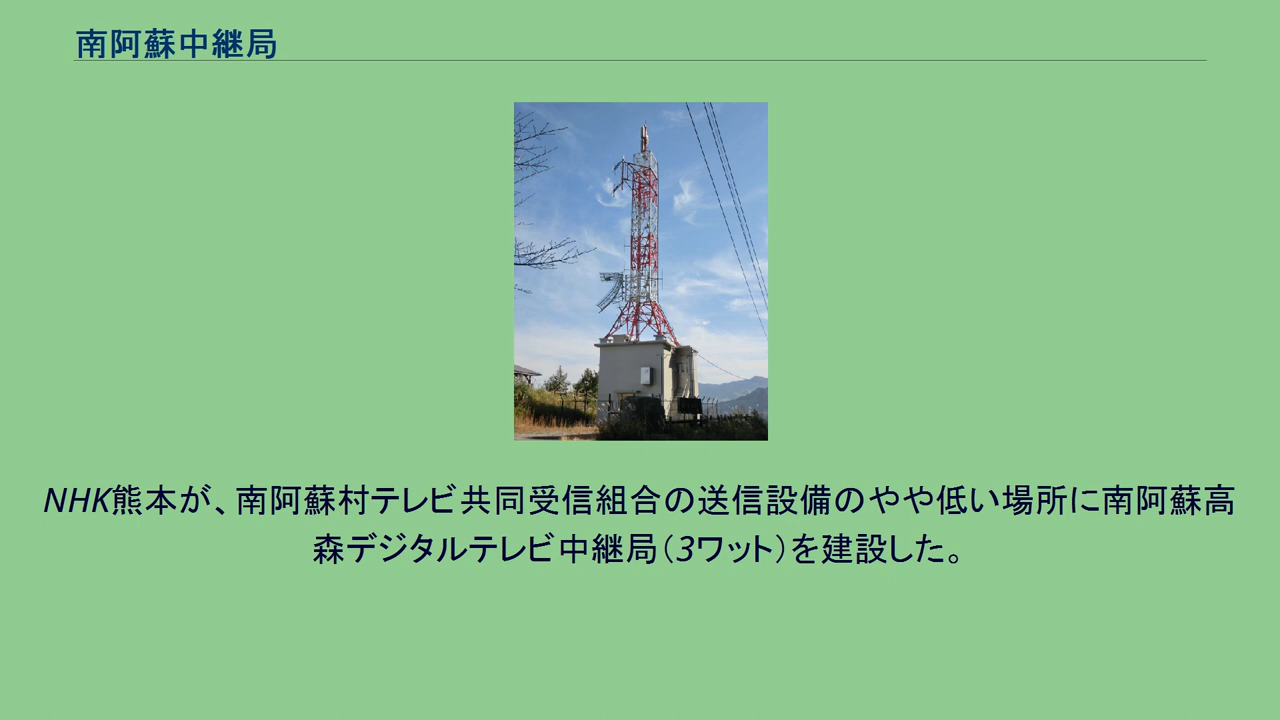 南阿蘇中継局
NHK熊本が、南阿蘇村テレビ共同受信組合の送信設備のやや低い場所に南阿蘇高
森デジタルテレビ中継局（3ワット）を建設した。